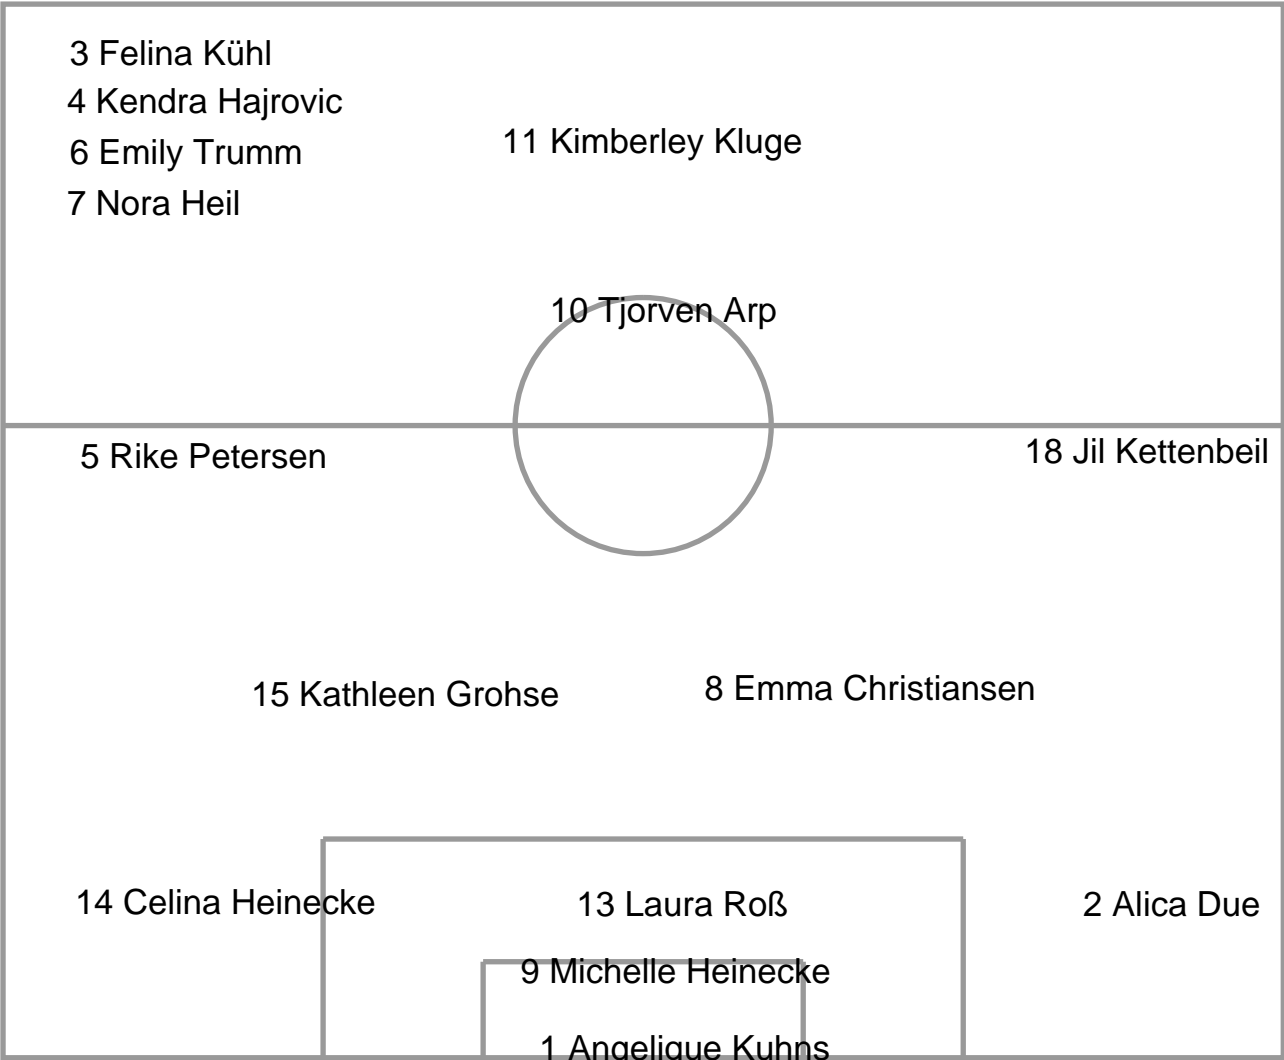 3 Felina Kühl
4 Kendra Hajrovic
6 Emily Trumm
7 Nora Heil
11 Kimberley Kluge
10 Tjorven Arp
5 Rike Petersen
18 Jil Kettenbeil
15 Kathleen Grohse
8 Emma Christiansen
14 Celina Heinecke
13 Laura Roß
2 Alica Due
9 Michelle Heinecke
1 Angelique Kuhns